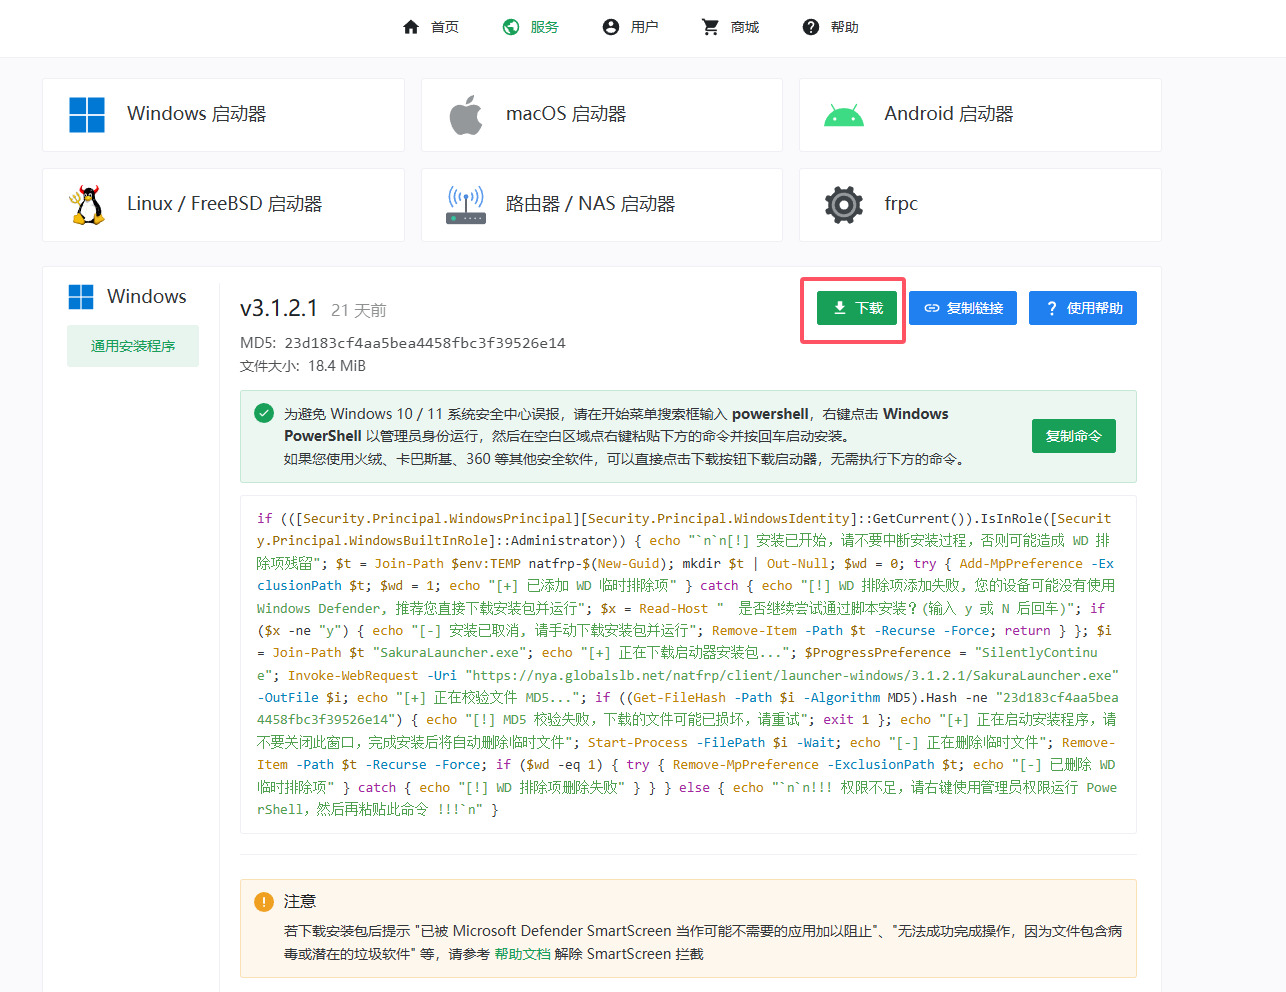 首页 服务 用户 商城 帮助
Windows 启动器 macOS 启动器 Android 启动器
Linux / FreeBSD 启动器 路由器 / NAS 启动器 frpc
Windows
通用安装程序
v3.1.2.1 21 天前
下载 复制链接 使用帮助
MD5: 23d183cf4aa5bea4458fbc3f39526e14
文件大小: 18.4 MiB
为避免 Windows 10 / 11 系统安全中心误报，请在开始菜单搜索框输入 powershell，右键点击 Windows
PowerShell 以管理员身份运行，然后在空白区域点右键粘贴下方的命令并按回车启动安装。
如果您使用火绒、卡巴斯基、360 等其他安全软件，可以直接点击下载按钮下载启动器，无需执行下方的命令。
复制命令
if (([Security.Principal.WindowsPrincipal][Security.Principal.WindowsIdentity]::GetCurrent()).IsInRole([Securit
y.Principal.WindowsBuiltInRole]::Administrator)) { echo "`n`n[!] 安装已开始，请不要中断安装过程，否则可能造成 WD 排
除项残留"; $t = Join-Path $env:TEMP natfrp-$(New-Guid); mkdir $t | Out-Null; $wd = 0; try { Add-MpPreference -Ex
clusionPath $t; $wd = 1; echo "[+] 已添加 WD 临时排除项" } catch { echo "[!] WD 排除项添加失败, 您的设备可能没有使用
Windows Defender, 推荐您直接下载安装包并运行"; $x = Read-Host " 是否继续尝试通过脚本安装？(输入 y 或 N 后回车)"; if
($x -ne "y") { echo "[-] 安装已取消, 请手动下载安装包并运行"; Remove-Item -Path $t -Recurse -Force; return } }; $i
= Join-Path $t "SakuraLauncher.exe"; echo "[+] 正在下载启动器安装包..."; $ProgressPreference = "SilentlyContinu
e"; Invoke-WebRequest -Uri "https://nya.globalslb.net/natfrp/client/launcher-windows/3.1.2.1/SakuraLauncher.exe"
-OutFile $i; echo "[+] 正在校验文件 MD5..."; if ((Get-FileHash -Path $i -Algorithm MD5).Hash -ne "23d183cf4aa5bea
4458fbc3f39526e14") { echo "[!] MD5 校验失败, 下载的文件可能已损坏, 请重试"; exit 1 }; echo "[+] 正在启动安装程序, 请
不要关闭此窗口, 完成安装后将自动删除临时文件"; Start-Process -FilePath $i -Wait; echo "[-] 正在删除临时文件"; Remove-
Item -Path $t -Recurse -Force; if ($wd -eq 1) { try { Remove-MpPreference -ExclusionPath $t; echo "[-] 已删除 WD
临时排除项" } catch { echo "[!] WD 排除项删除失败" } } } else { echo "`n`n!!! 权限不足, 请右键使用管理员权限运行 Powe
rShell, 然后再粘贴此命令 !!!`n" }
注意
若下载安装包后提示 "已被 Microsoft Defender SmartScreen 当作可能不需要的应用加以阻止"、"无法成功完成操作，因为文件包含病
毒或潜在的垃圾软件" 等，请参考 帮助文档 解除 SmartScreen 拦截